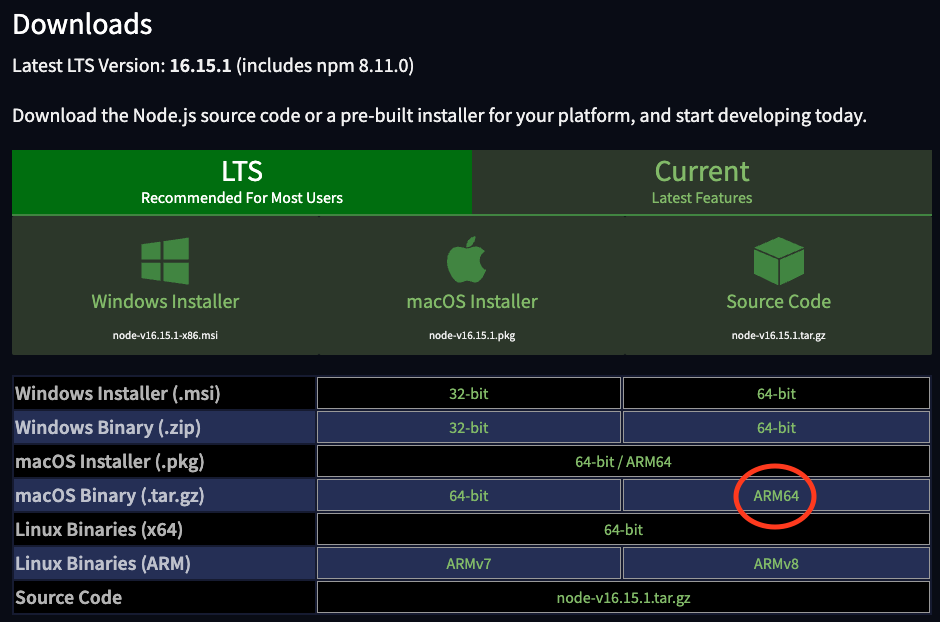 Downloads
Latest LTS Version: 16.15.1 (includes npm 8.11.0)
Download the Node.js source code or a pre-built installer for your platform, and start developing today.
LTS
Recommended For Most Users
Current
Latest Features
Windows Installer
node-v16.15.1-x86.msi
macOS Installer
node-v16.15.1.pkg
Source Code
node-v16.15.1.tar.gz
Windows Installer (.msi) 32-bit 64-bit
Windows Binary (.zip) 32-bit 64-bit
macOS Installer (.pkg) 64-bit / ARM64
macOS Binary (.tar.gz) 64-bit ARM64
Linux Binaries (x64) 64-bit
Linux Binaries (ARM) ARMv7 ARMv8
Source Code node-v16.15.1.tar.gz